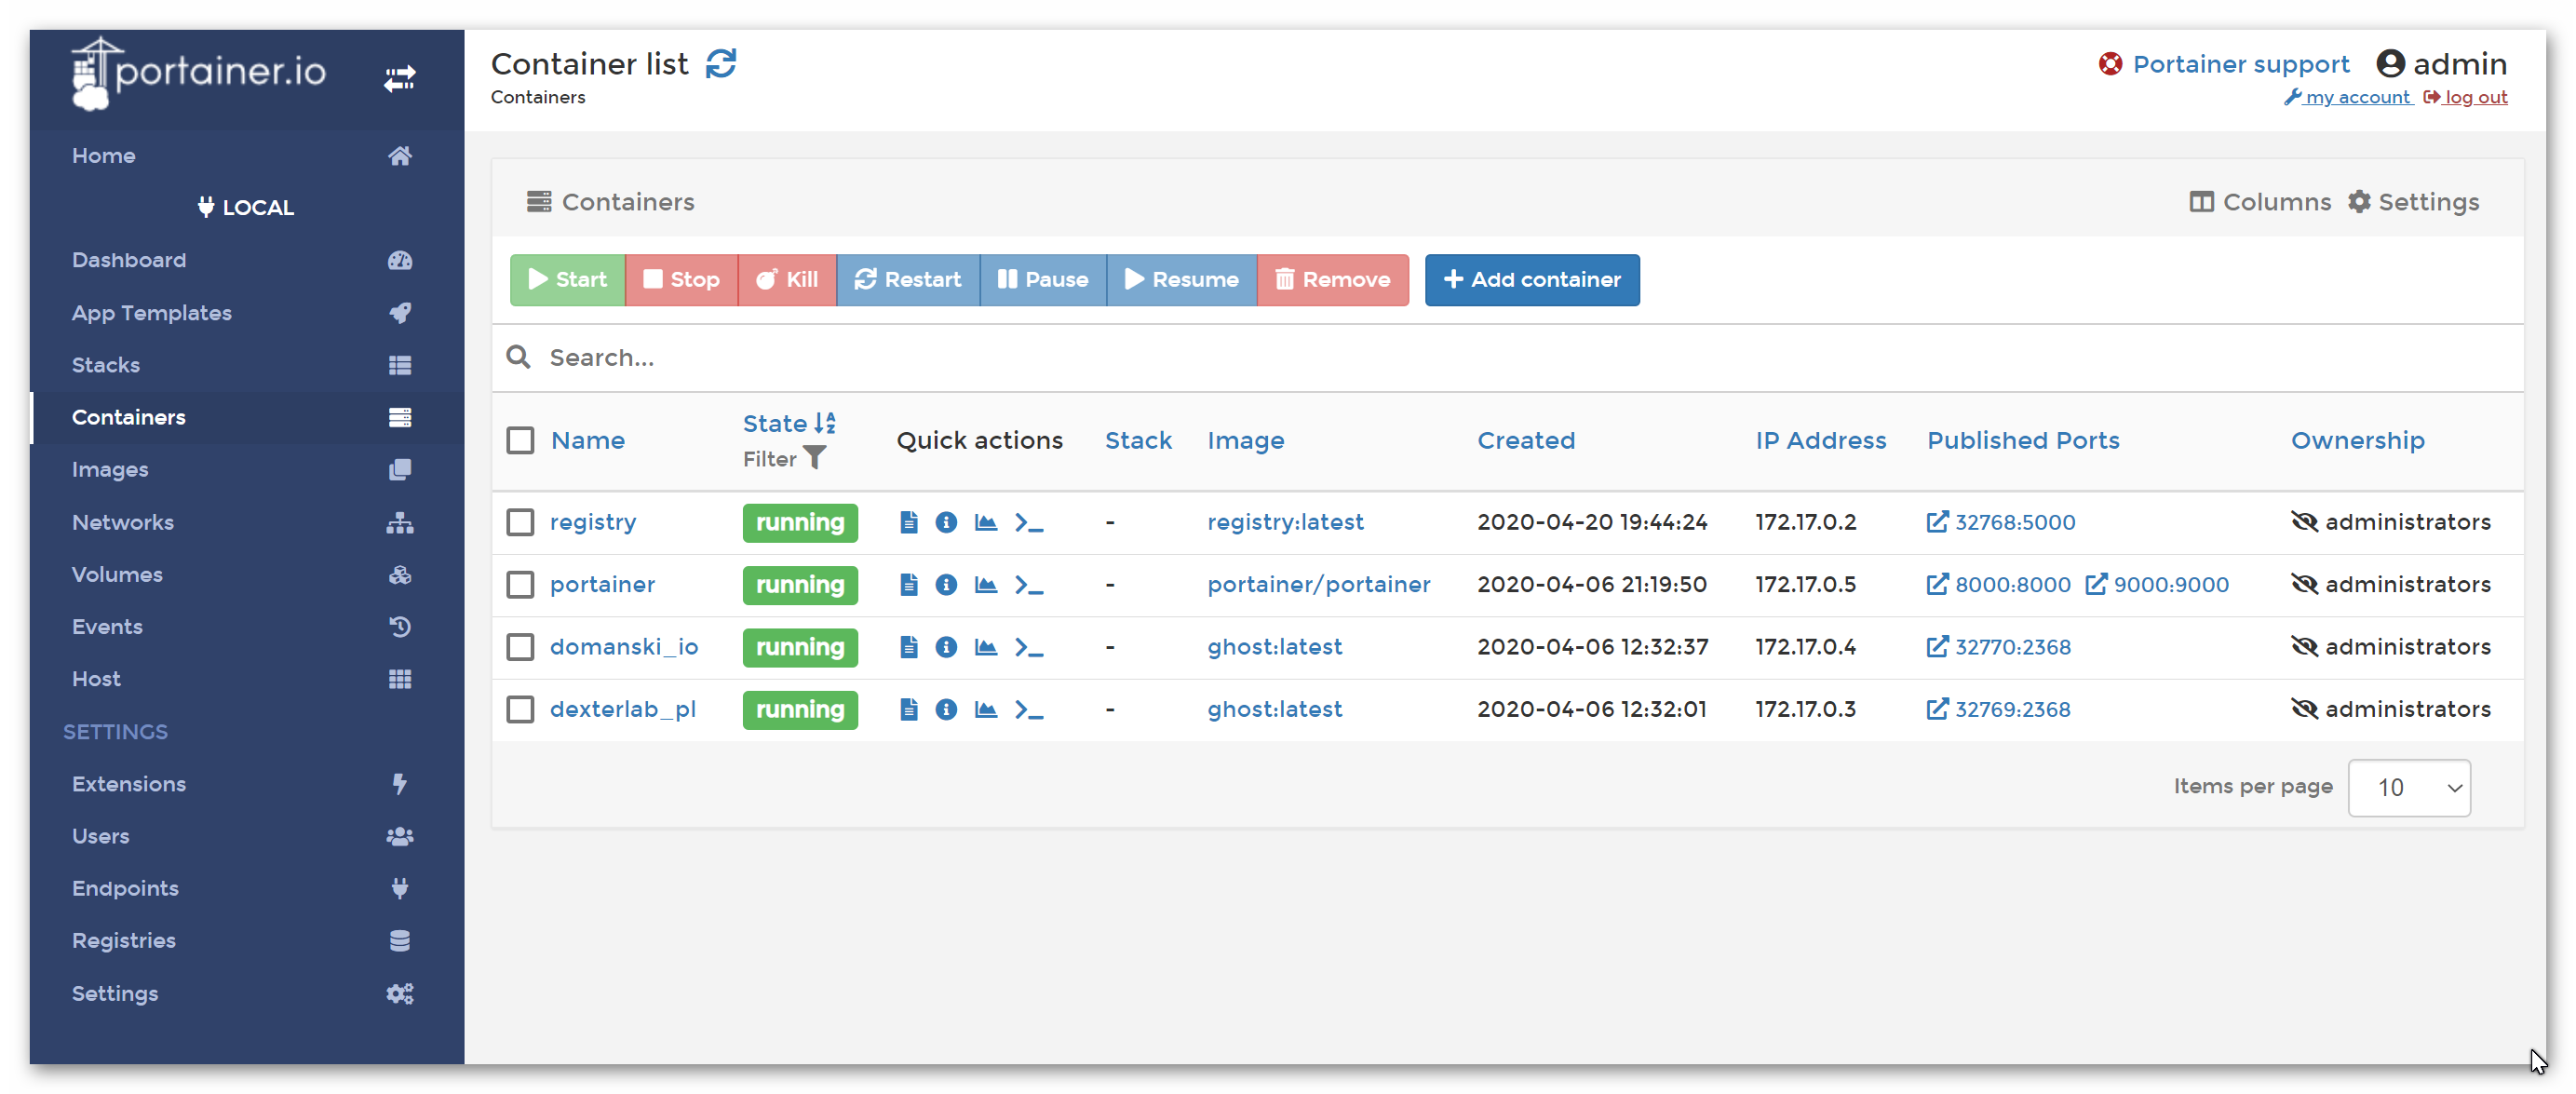 portainer.io
Home
LOCAL
Dashboard
App Templates
Stacks
Containers
Images
Networks
Volumes
Events
Host
SETTINGS
Extensions
Users
Endpoints
Registries
Settings
Container list
Containers
Portainer support admin
my account log out
Containers
Columns Settings
Start Stop Kill Restart Pause Resume Remove Add container
Search...
Name State Filter Quick actions Stack Image Created IP Address Published Ports Ownership
registry running - registry:latest 2020-04-20 19:44:24 172.17.0.2 32768:5000 administrators
portainer running - portainer/portainer 2020-04-06 21:19:50 172.17.0.5 8000:8000 9000:9000 administrators
domanski_io running - ghost:latest 2020-04-06 12:32:37 172.17.0.4 32770:2368 administrators
dexterlab_pl running - ghost:latest 2020-04-06 12:32:01 172.17.0.3 32769:2368 administrators
Items per page 10